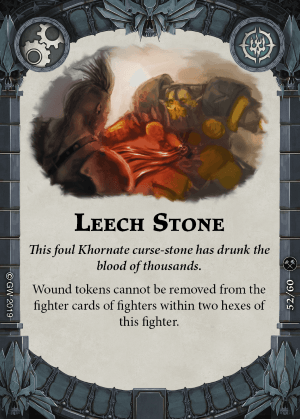 LEECH STONE
This foul Khornate curse-stone has drunk the
blood of thousands.
Wound tokens cannot be removed from the
fighter cards of fighters within two hexes of
this fighter.
© GW 2019
52/60